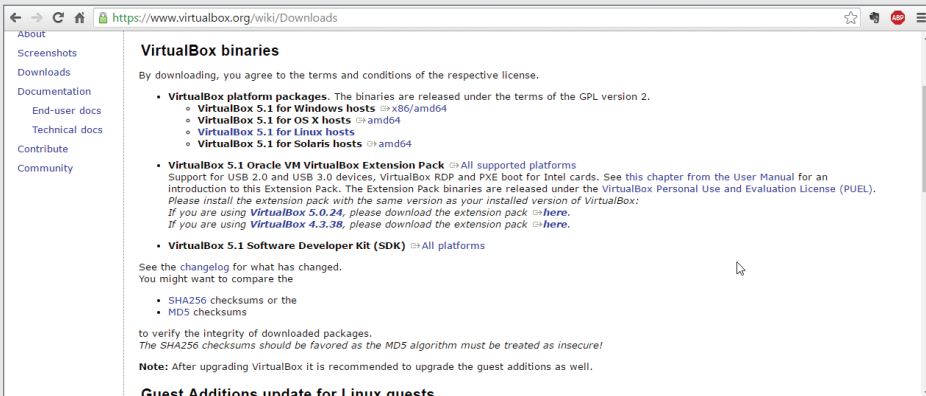 https://www.virtualbox.org/wiki/Downloads
ABP
About
Screenshots
Downloads
Documentation
End-user docs
Technical docs
Contribute
Community
VirtualBox binaries
By downloading, you agree to the terms and conditions of the respective license.
VirtualBox platform packages. The binaries are released under the terms of the GPL version 2.
VirtualBox 5.1 for Windows hosts x86/amd64
VirtualBox 5.1 for OS X hosts amd64
VirtualBox 5.1 for Linux hosts
VirtualBox 5.1 for Solaris hosts amd64
VirtualBox 5.1 Oracle VM VirtualBox Extension Pack All supported platforms
Support for USB 2.0 and USB 3.0 devices, VirtualBox RDP and PXE boot for Intel cards. See this chapter from the User Manual for an
introduction to this Extension Pack. The Extension Pack binaries are released under the VirtualBox Personal Use and Evaluation License (PUEL).
Please install the extension pack with the same version as your installed version of VirtualBox:
If you are using VirtualBox 5.0.24, please download the extension pack here.
If you are using VirtualBox 4.3.38, please download the extension pack here.
VirtualBox 5.1 Software Developer Kit (SDK) All platforms
See the changelog for what has changed.
You might want to compare the
SHA256 checksums or the
MD5 checksums
to verify the integrity of downloaded packages.
The SHA256 checksums should be favored as the MD5 algorithm must be treated as insecure!
Note: After upgrading VirtualBox it is recommended to upgrade the guest additions as well.
Guest Additions update for Linux guests